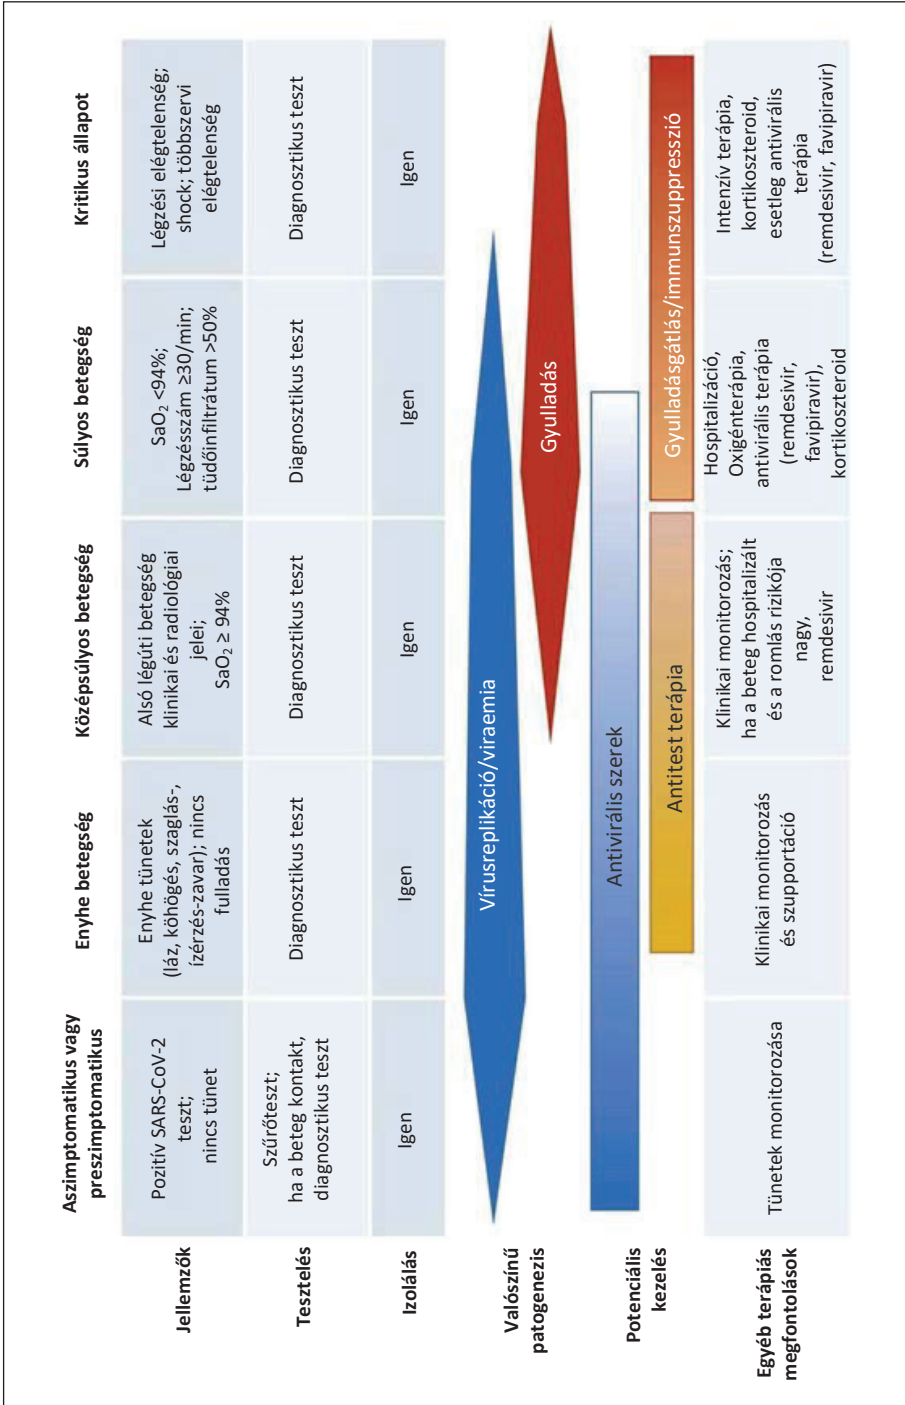 Aszimptomatikus vagy
preszimptomatikus
Enyhe betegség
Középsúlyos betegség
Súlyos betegség
Kritikus állapot
Jellemzők
Pozitív SARS-CoV-2
teszt;
nincs tünet
Enyhe tünetek
(láz, köhögés, szaglás-,
ízérzés-zavar); nincs
fulladás
Alsó légúti betegség
klinikai és radiológiai
jelei;
SaO₂ ≥ 94%
SaO₂ <94%;
Légzésszám ≥30/min;
tüdőinfiltrátum >50%
Légzési elégtelenség;
shock; többszervi
elégtelenség
Tesztelés
Szűrőteszt;
ha a beteg kontakt,
diagnosztikus teszt
Diagnosztikus teszt
Diagnosztikus teszt
Diagnosztikus teszt
Diagnosztikus teszt
Izolálás
Igen
Igen
Igen
Igen
Igen
Valószínű
patogenezis
Vírusreplikáció/viraemia
Gyulladás
Potenciális
kezelés
Antivirális szerek
Antitest terápia
Gyulladásgátlás/immunszuppresszió
Egyéb terápiás
megfontolások
Tünetek monitorozása
Klinikai monitorozás
és szupportáció
Klinikai monitorozás;
ha a beteg hospitalizált
és a romlás rizikója
nagy,
remdesivir
Hospitalizáció,
Oxigénterápia,
antivirális terápia
(remdesivir,
favipiravir),
kortikoszteroid
Intenzív terápia,
kortikoszteroid,
esetleg antivirális
terápia
(remdesivir, favipiravir)